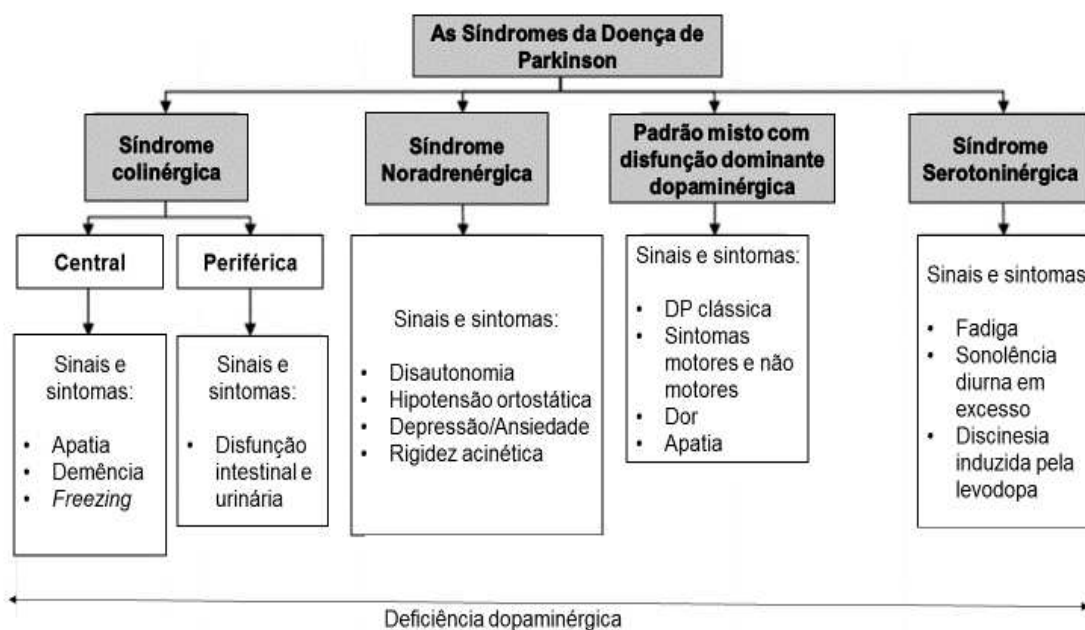 As Síndromes da Doença de
Parkinson
Síndrome
colinérgica
Síndrome
Noradrenérgica
Padrão misto com
disfunção dominante
dopaminérgica
Síndrome
Serotoninérgica
Central
Periférica
Sinais e
sintomas:
• Apatia
• Demência
• Freezing
Sinais e
sintomas:
• Disfunção
intestinal e
urinária
Sinais e sintomas:
• Disautonomia
• Hipotensão ortostática
• Depressão/Ansiedade
• Rigidez acinética
Sinais e sintomas:
• DP clássica
• Sintomas
motores e não
motores
• Dor
• Apatia
Sinais e sintomas
• Fadiga
• Sonolência
diurna em
excesso
• Discinesia
induzida pela
levodopa
Deficiência dopaminérgica